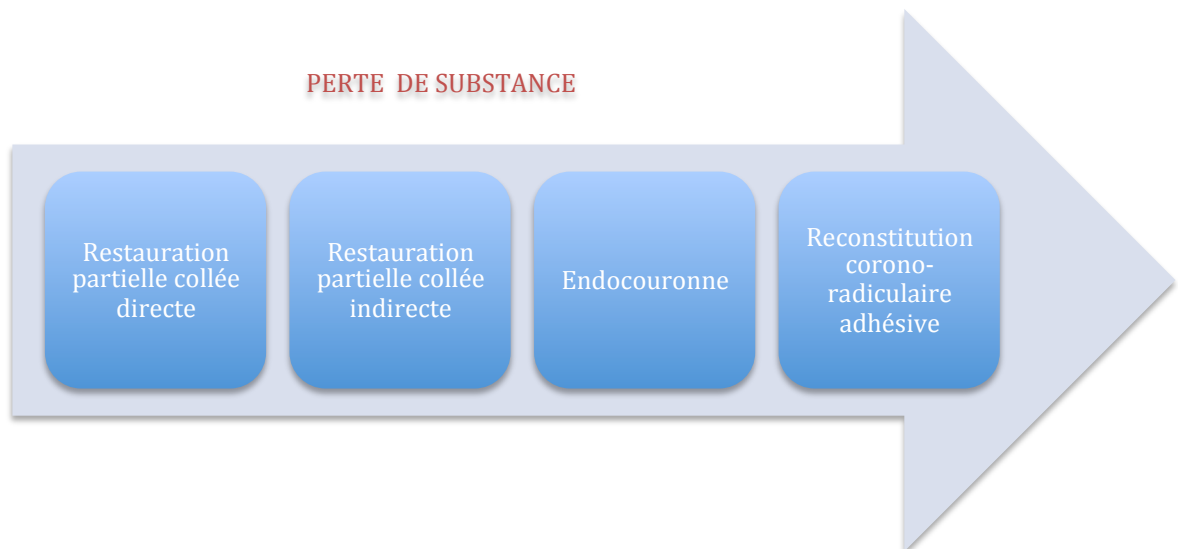 PERTE DE SUBSTANCE
Restauration
partielle collée
directe
Restauration
partielle collée
indirecte
Endocouronne
Reconstitution
corono-
radiculaire
adhésive